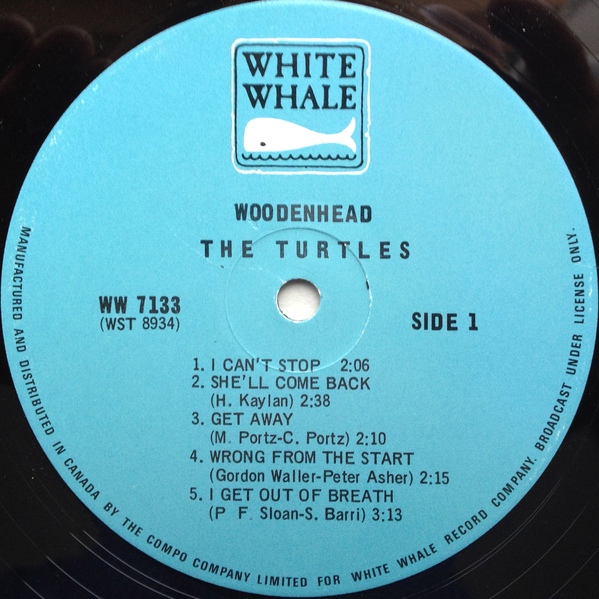 WHITE
WHALE
WOODENHEAD
THE TURTLES
WW 7133
(WST 8934)
SIDE 1
1. I CAN'T STOP 2:06
2. SHE'LL COME BACK
(H. Kaylan) 2:38
3. GET AWAY
(M. Portz-C. Portz) 2:10
4. WRONG FROM THE START
(Gordon Waller-Peter Asher) 2:15
5. I GET OUT OF BREATH
(P F. Sloan-S. Barri) 3:13
MANUFACTURED AND DISTRIBUTED IN CANADA BY THE COMPO COMPANY LIMITED FOR WHITE WHALE RECORD COMPANY. BROADCAST UNDER LICENSE ONLY.